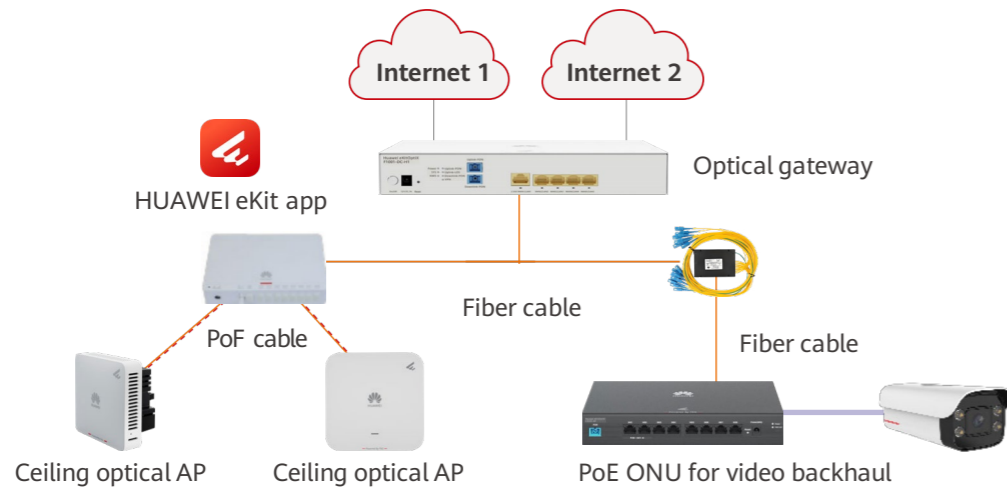 Internet 1
Internet 2
Optical gateway
HUAWEI eKit app
Fiber cable
PoF cable
Fiber cable
Ceiling optical AP
Ceiling optical AP
PoE ONU for video backhaul